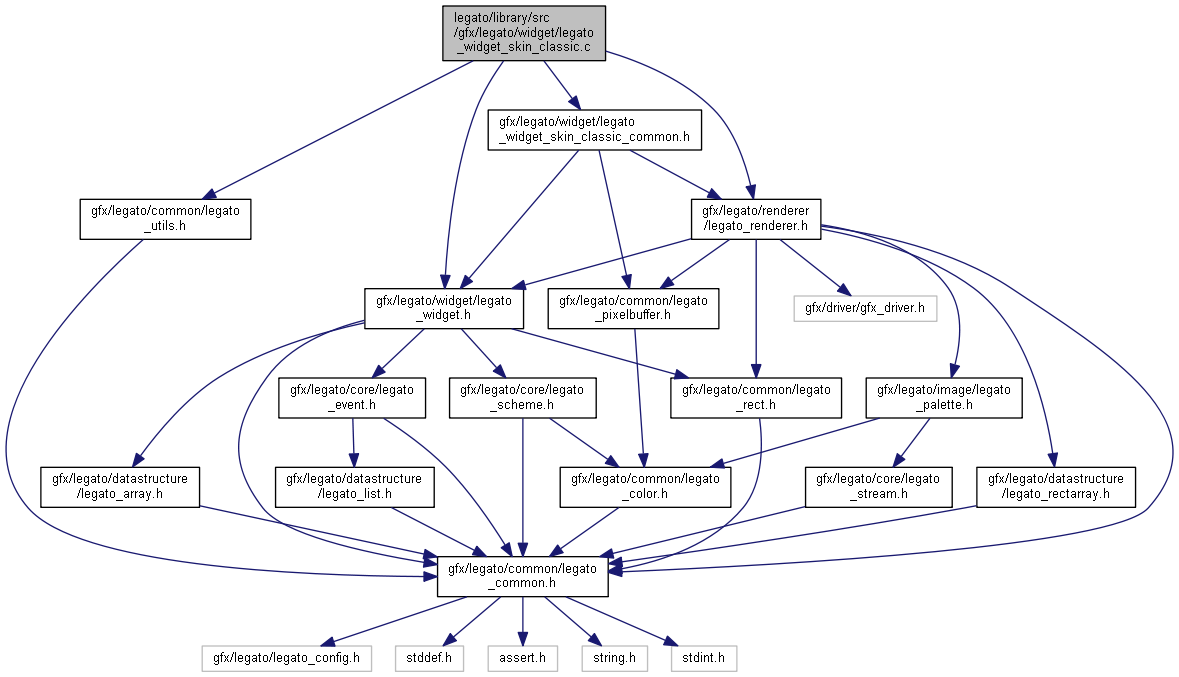 legato/library/src
/gfx/legato/widget/legato
_widget_skin_classic.c
gfx/legato/widget/legato
_widget_skin_classic_common.h
gfx/legato/common/legato
_utils.h
gfx/legato/renderer
/legato_renderer.h
gfx/legato/widget/legato
_widget.h
gfx/legato/common/legato
_pixelbuffer.h
gfx/driver/gfx_driver.h
gfx/legato/core/legato
_event.h
gfx/legato/core/legato
_scheme.h
gfx/legato/common/legato
_rect.h
gfx/legato/image/legato
_palette.h
gfx/legato/datastructure
/legato_array.h
gfx/legato/datastructure
/legato_list.h
gfx/legato/common/legato
_color.h
gfx/legato/core/legato
_stream.h
gfx/legato/datastructure
/legato_rectarray.h
gfx/legato/common/legato
_common.h
gfx/legato/legato_config.h
stddef.h
assert.h
string.h
stdint.h